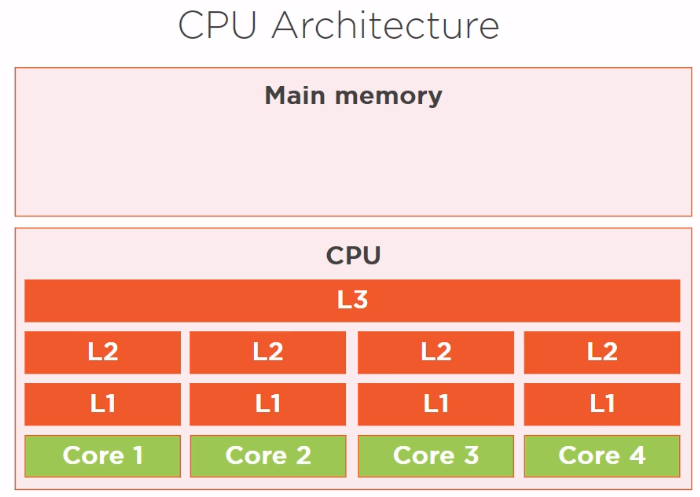 CPU Architecture
Main memory
CPU
L3
L2 L2 L2 L2
L1 L1 L1 L1
Core 1 Core 2 Core 3 Core 4